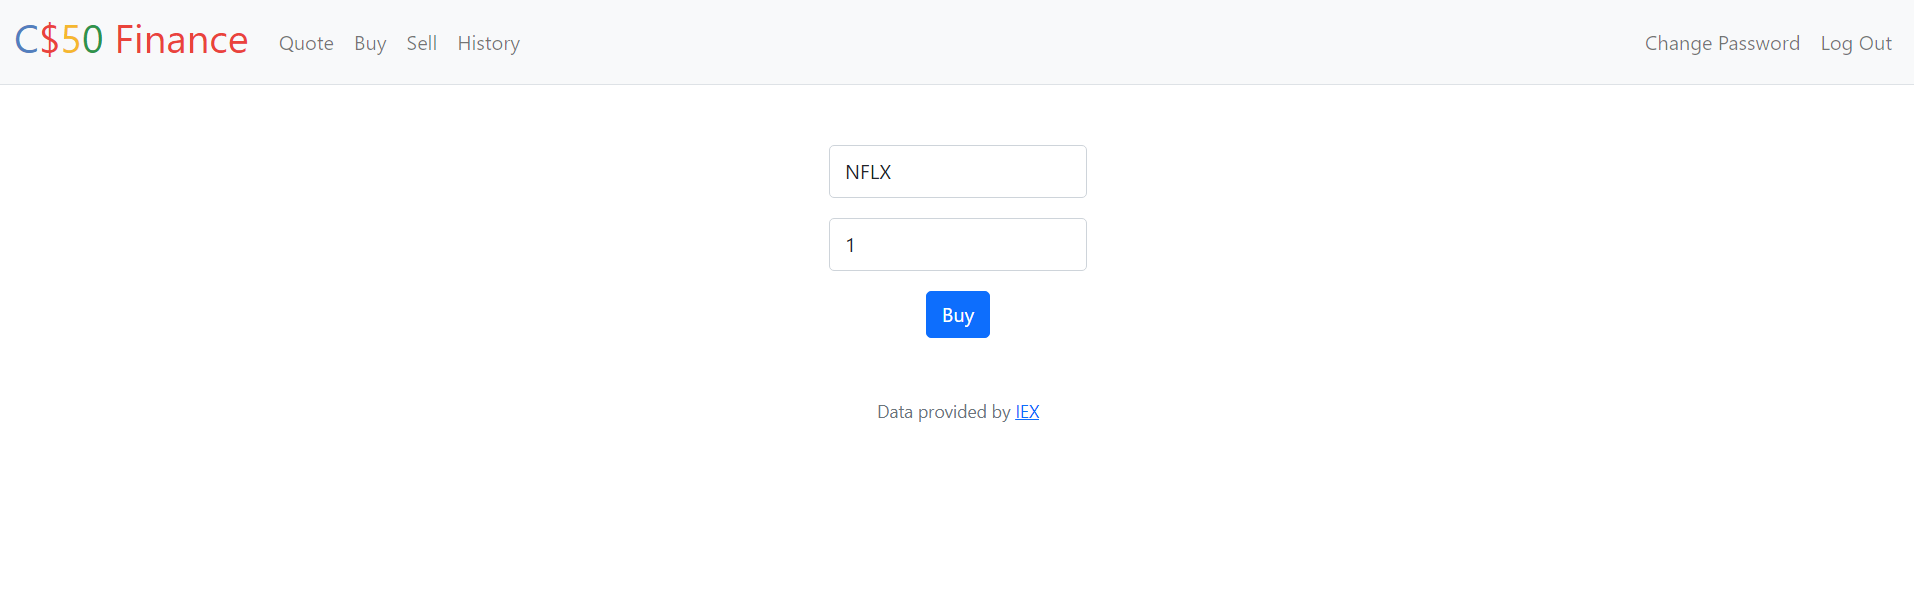 C$50 Finance Quote Buy Sell History Change Password Log Out
NFLX
1
Buy
Data provided by IEX